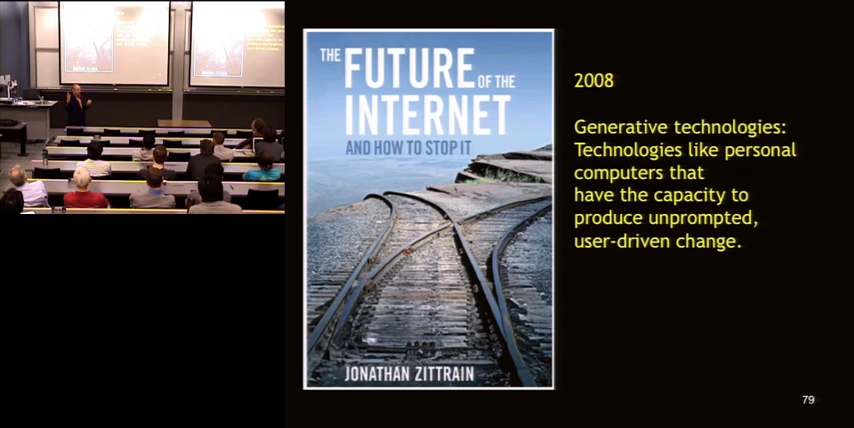 THE FUTURE OF THE
INTERNET
AND HOW TO STOP IT
JONATHAN ZITTRAIN
2008
Generative technologies:
Technologies like personal
computers that
have the capacity to
produce unprompted,
user-driven change.
79